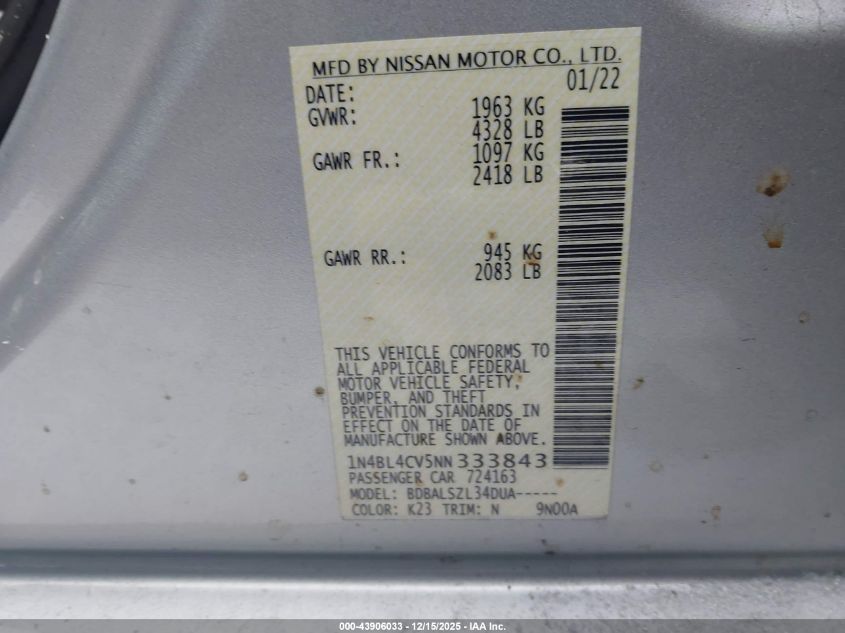 MFD BY NISSAN MOTOR CO., LTD.
DATE: 01/22
GVWR: 1963 KG
4328 LB
GAWR FR.: 1097 KG
2418 LB
GAWR RR.: 945 KG
2083 LB
THIS VEHICLE CONFORMS TO
ALL APPLICABLE FEDERAL
MOTOR VEHICLE SAFETY,
BUMPER, AND THEFT
PREVENTION STANDARDS IN
EFFECT ON THE DATE OF
MANUFACTURE SHOWN ABOVE.
1N4BL4CV5NN333843
PASSENGER CAR 724163
MODEL: BDBALSZL34DUA-----
COLOR: K23 TRIM: N 9N00A
000-43906033 - 12/15/2025 - IAA Inc.